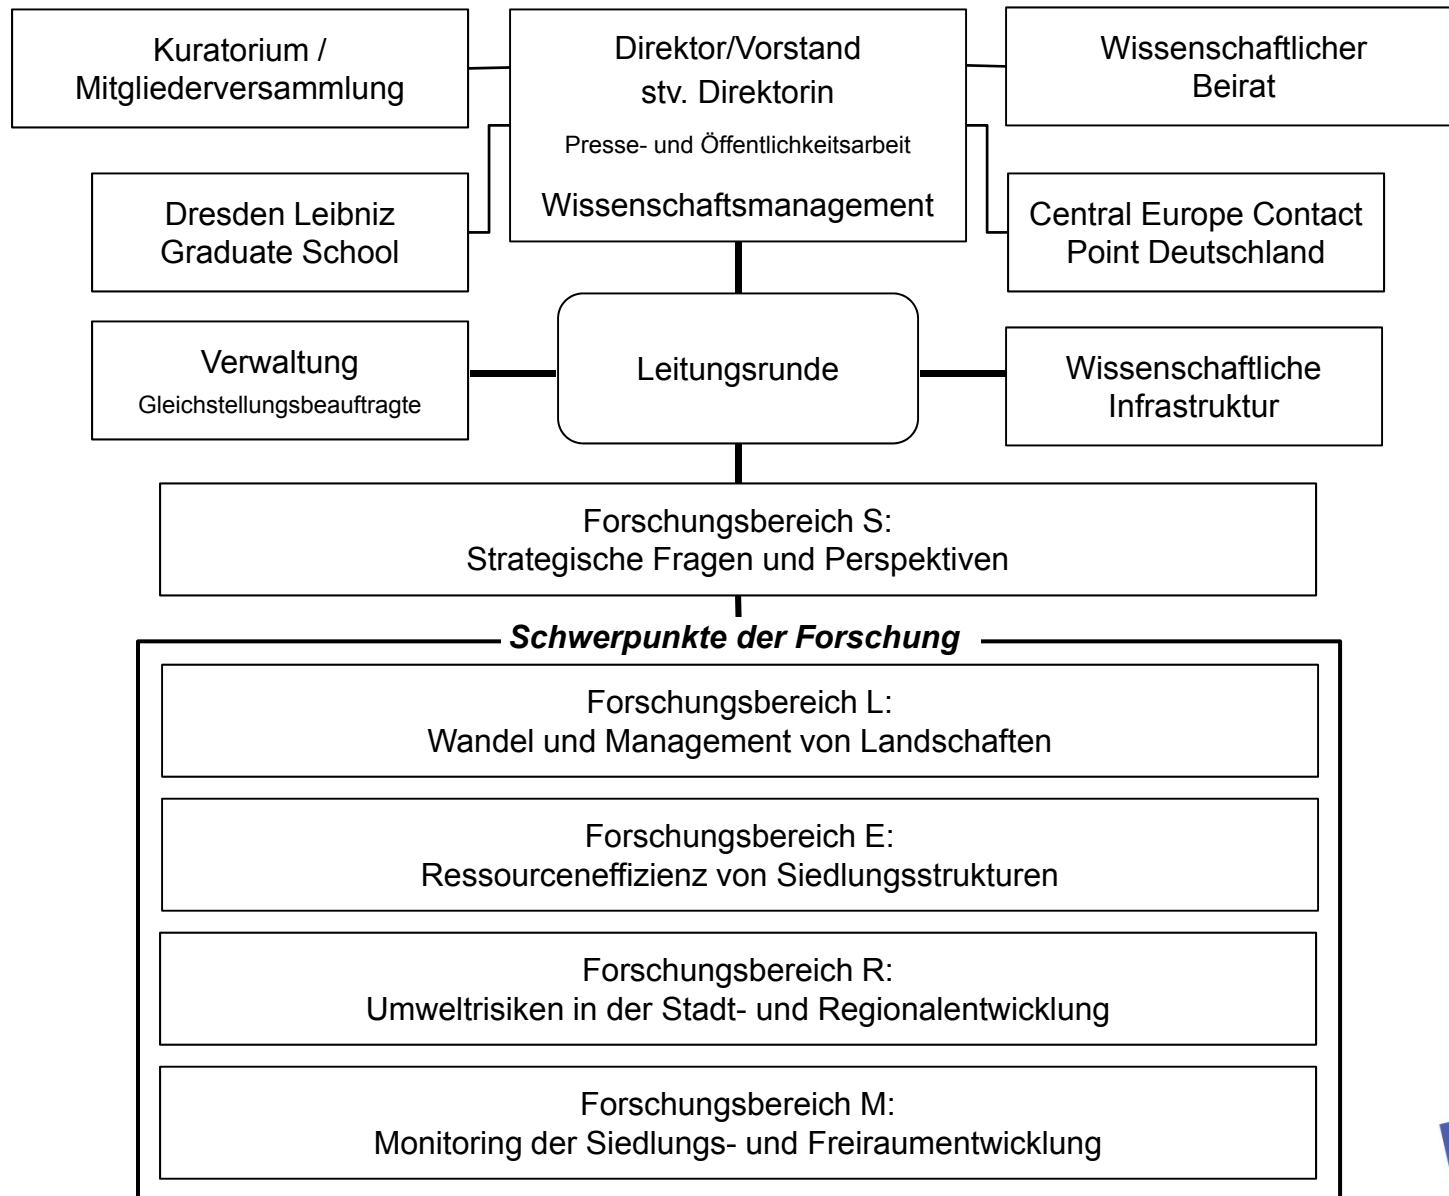 Kuratorium /
Mitgliederversammlung
Direktor/Vorstand
stv. Direktorin
Presse- und Öffentlichkeitsarbeit
Wissenschaftsmanagement
Wissenschaftlicher
Beirat
Dresden Leibniz
Graduate School
Central Europe Contact
Point Deutschland
Verwaltung
Gleichstellungsbeauftragte
Leitungsrunde
Wissenschaftliche
Infrastruktur
Forschungsbereich S:
Strategische Fragen und Perspektiven
Schwerpunkte der Forschung
Forschungsbereich L:
Wandel und Management von Landschaften
Forschungsbereich E:
Ressourceneffizienz von Siedlungsstrukturen
Forschungsbereich R:
Umweltrisiken in der Stadt- und Regionalentwicklung
Forschungsbereich M:
Monitoring der Siedlungs- und Freiraumentwicklung